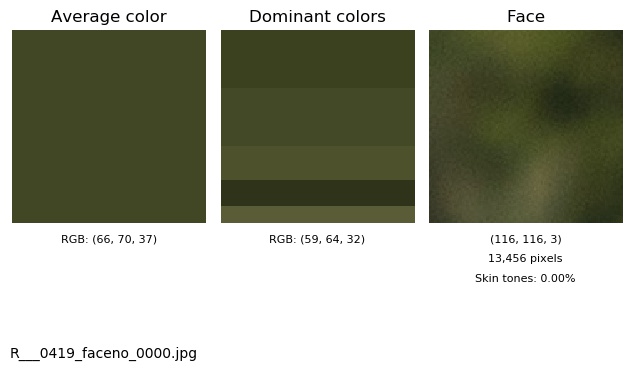 Average color
Dominant colors
Face
RGB: (66, 70, 37)
RGB: (59, 64, 32)
(116, 116, 3)
13,456 pixels
Skin tones: 0.00%
R___0419_faceno_0000.jpg